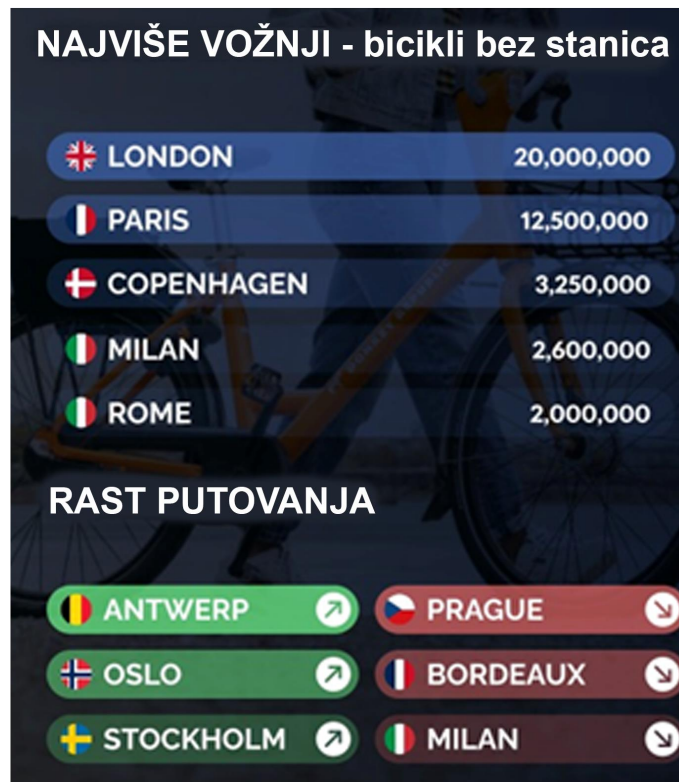 NAJVIŠE VOŽNJI - bicikli bez stanica
LONDON 20,000,000
PARIS 12,500,000
COPENHAGEN 3,250,000
MILAN 2,600,000
ROME 2,000,000
RAST PUTOVANJA
ANTWERP PRAGUE
OSLO BORDEAUX
STOCKHOLM MILAN